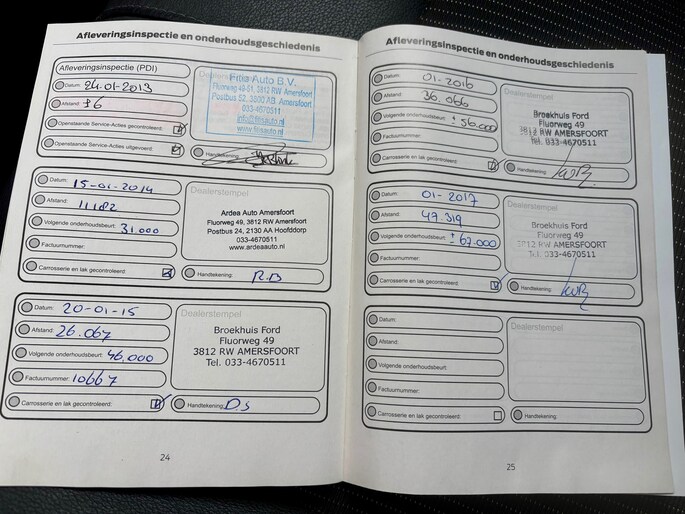 Afleveringsinspectie en onderhoudsgeschiedenis
Afleveringsinspectie (PDI)
Datum: 24-01-2013
Afstand: 86
Openstaande Service-Acties gecontroleerd:
Openstaande Service-Acties uitgevoerd:
Dealerstempel
Fitis Auto B.V.
Fluorweg 49-51, 3812 RW Amersfoort
Postbus 52, 3800 AB Amersfoort
033-4670511
info@fitisauto.nl
www.fitisauto.nl
Handtekening:
Datum: 15-01-2014
Afstand: 11182
Volgende onderhoudsbeurt: 31.000
Factuurnummer:
Carrosserie en lak gecontroleerd:
Dealerstempel
Ardea Auto Amersfoort
Fluorweg 49, 3812 RW Amersfoort
Postbus 24, 2130 AA Hoofddorp
033-4670511
www.ardeaauto.nl
Handtekening: R.B
Datum: 20-01-15
Afstand: 26.067
Volgende onderhoudsbeurt: 46.000
Factuurnummer: 10667
Carrosserie en lak gecontroleerd:
Dealerstempel
Broekhuis Ford
Fluorweg 49
3812 RW AMERSFOORT
Tel. 033-4670511
Handtekening: DS
24
Afleveringsinspectie en onderhoudsgeschiedenis
Datum: 01-2016
Afstand: 36.066
Volgende onderhoudsbeurt: ± 56.000
Factuurnummer:
Carrosserie en lak gecontroleerd:
Dealerstempel
Broekhuis Ford
Fluorweg 49
3812 RW AMERSFOORT
Tel. 033-4670511
Handtekening:
Datum: 01-2017
Afstand: 47.319
Volgende onderhoudsbeurt: ± 67.000
Factuurnummer:
Carrosserie en lak gecontroleerd:
Dealerstempel
Broekhuis Ford
Fluorweg 49
3812 RW AMERSFOORT
Tel. 033-4670511
Handtekening:
Datum:
Afstand:
Volgende onderhoudsbeurt:
Factuurnummer:
Carrosserie en lak gecontroleerd:
Dealerstempel
Handtekening:
25